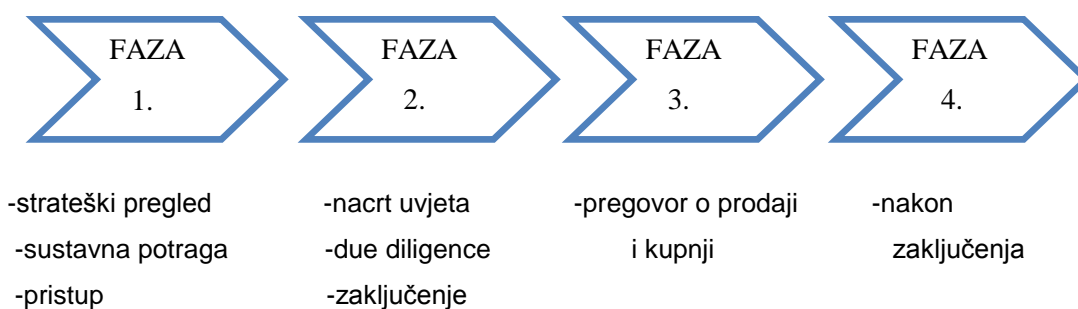 FAZA
1.
FAZA
2.
FAZA
3.
FAZA
4.
-strateški pregled
-sustavna potraga
-pristup
-nacrt uvjeta
-due diligence
-zaključenje
-pregovor o prodaji
i kupnji
-nakon
zaključenja